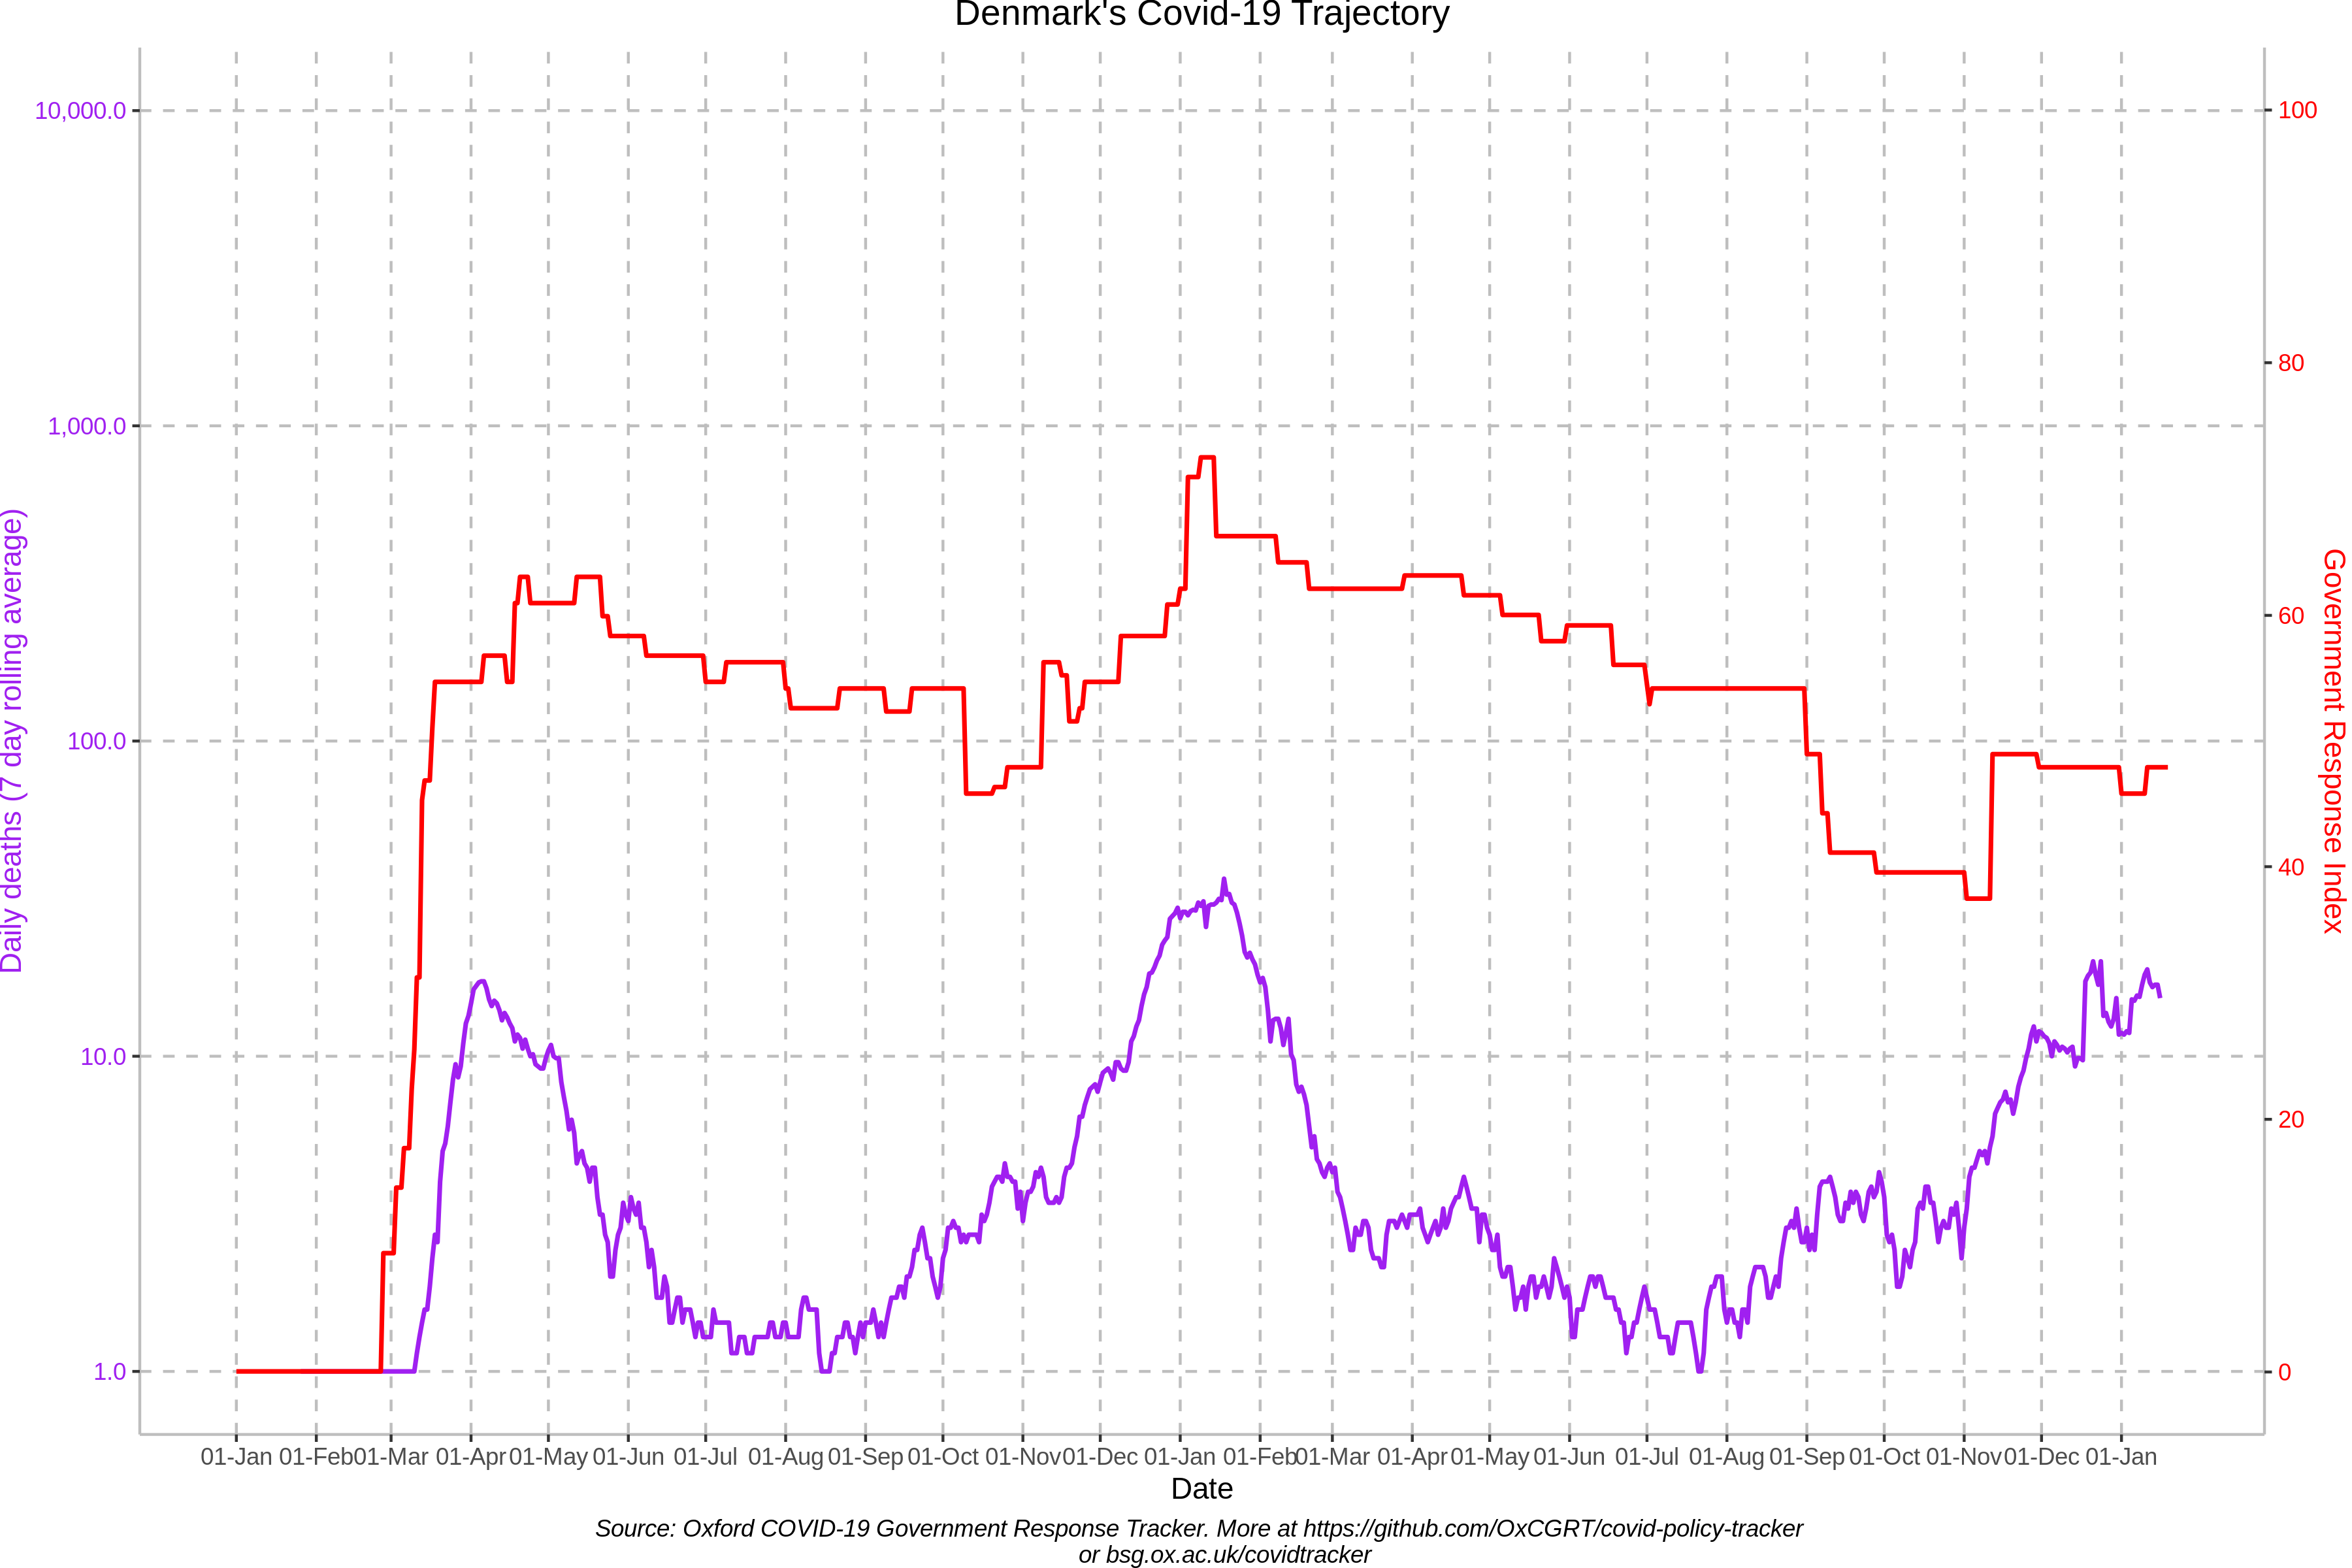 Denmark's Covid-19 Trajectory
10,000.0
1,000.0
100.0
10.0
1.0
Daily deaths (7 day rolling average)
100
80
60
40
20
0
Government Response Index
01-Jan 01-Feb 01-Mar 01-Apr 01-May 01-Jun 01-Jul 01-Aug 01-Sep 01-Oct 01-Nov 01-Dec 01-Jan 01-Feb 01-Mar 01-Apr 01-May 01-Jun 01-Jul 01-Aug 01-Sep 01-Oct 01-Nov 01-Dec 01-Jan
Date
Source: Oxford COVID-19 Government Response Tracker. More at https://github.com/OxCGRT/covid-policy-tracker
or bsg.ox.ac.uk/covidtracker